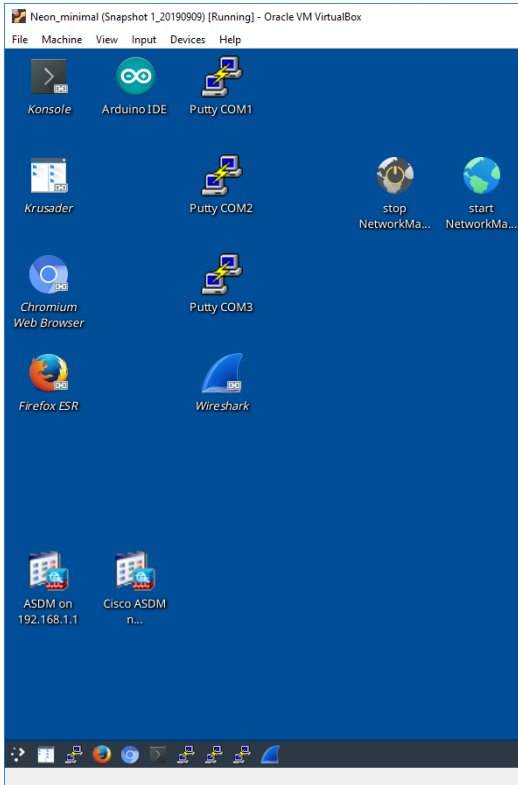 Neon_minimal (Snapshot 1_20190909) [Running] - Oracle VM VirtualBox
File Machine View Input Devices Help
Konsole
Arduino IDE
Putty COM1
Krusader
Putty COM2
stop
NetworkMa...
start
NetworkMa...
Chromium
Web Browser
Putty COM3
Firefox ESR
Wireshark
ASDM on
192.168.1.1
Cisco ASDM
n...